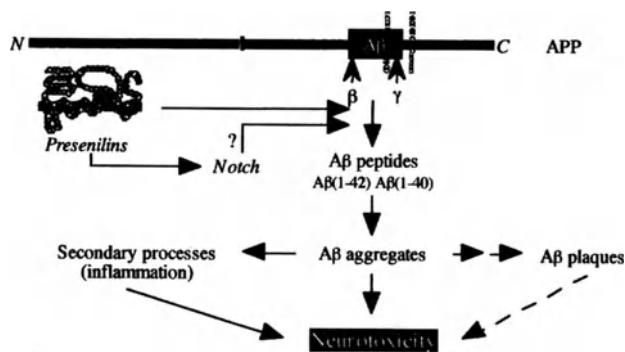 N
Aβ
C
APP
β
γ
Presenilins
?
Notch
Aβ peptides
Aβ(1-42) Aβ(1-40)
Secondary processes
(inflammation)
Aβ aggregates
Aβ plaques
Neurotoxicity